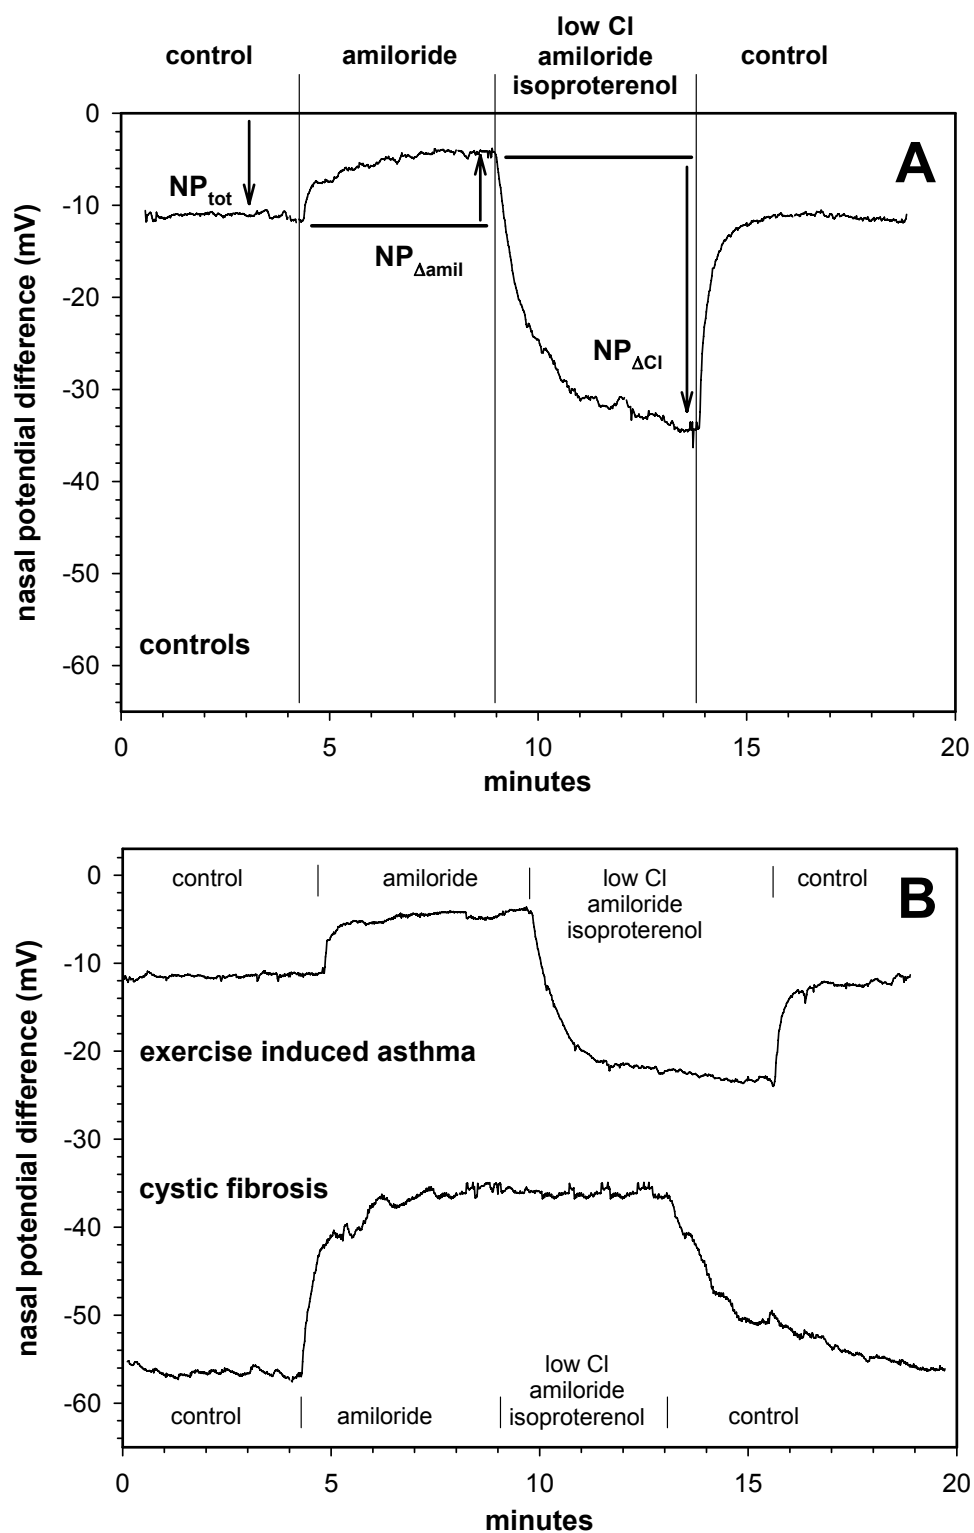 low Cl
control amiloride amiloride control
isoproterenol
A
0
-10
-20
-30
-40
-50
-60
nasal potendial difference (mV)
NPtot
NPΔamil
NPΔCl
controls
0 5 10 15 20
minutes
control amiloride low Cl control
amiloride
isoproterenol
B
0
-10
-20
-30
-40
-50
-60
nasal potendial difference (mV)
exercise induced asthma
cystic fibrosis
low Cl
amiloride
control amiloride isoproterenol control
0 5 10 15 20
minutes